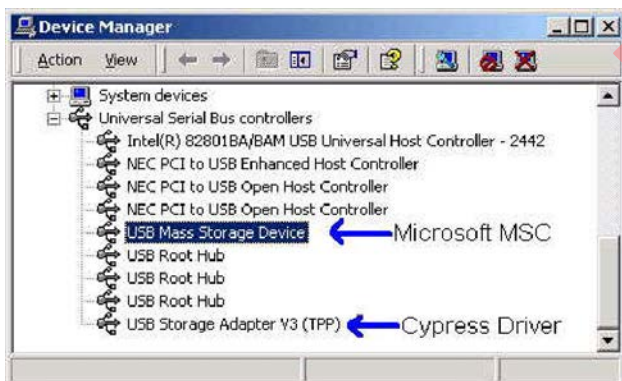 Device Manager
Action View
System devices
Universal Serial Bus controllers
Intel(R) 82801BA/BAM USB Universal Host Controller - 2442
NEC PCI to USB Enhanced Host Controller
NEC PCI to USB Open Host Controller
NEC PCI to USB Open Host Controller
USB Mass Storage Device Microsoft MSC
USB Root Hub
USB Root Hub
USB Root Hub
USB Storage Adapter V3 (TPP) Cypress Driver